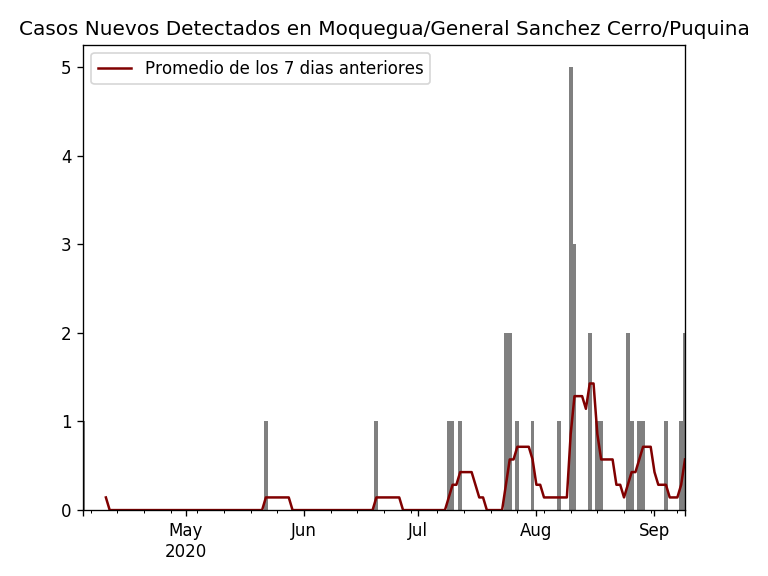 Casos Nuevos Detectados en Moquegua/General Sanchez Cerro/Puquina
Promedio de los 7 dias anteriores
5
4
3
2
1
0
May
2020
Jun
Jul
Aug
Sep